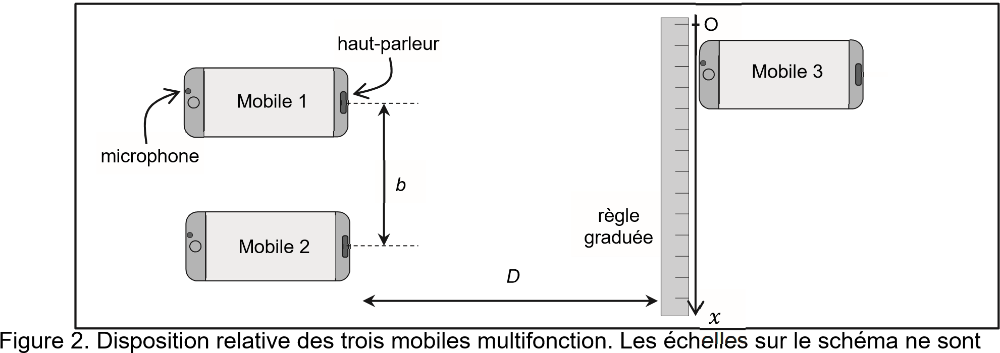 O
haut-parleur
Mobile 3
Mobile 1
microphone
b
règle
graduée
Mobile 2
D
x
Figure 2. Disposition relative des trois mobiles multifonction. Les échelles sur le schéma ne sont